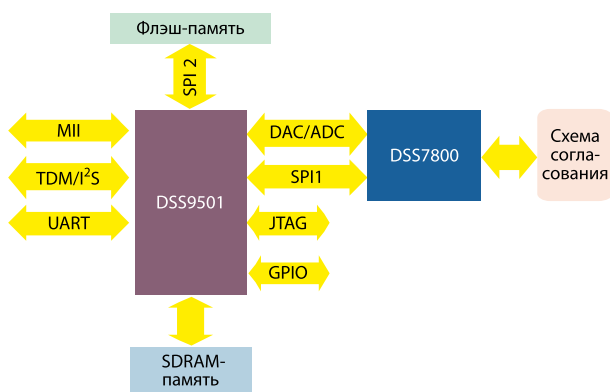 Флэш-память
SPI 2
MII
DAC/ADC
DSS7800
Схема
согла-
сования
TDM/I²S
SPI1
DSS9501
UART
JTAG
GPIO
SDRAM-
память